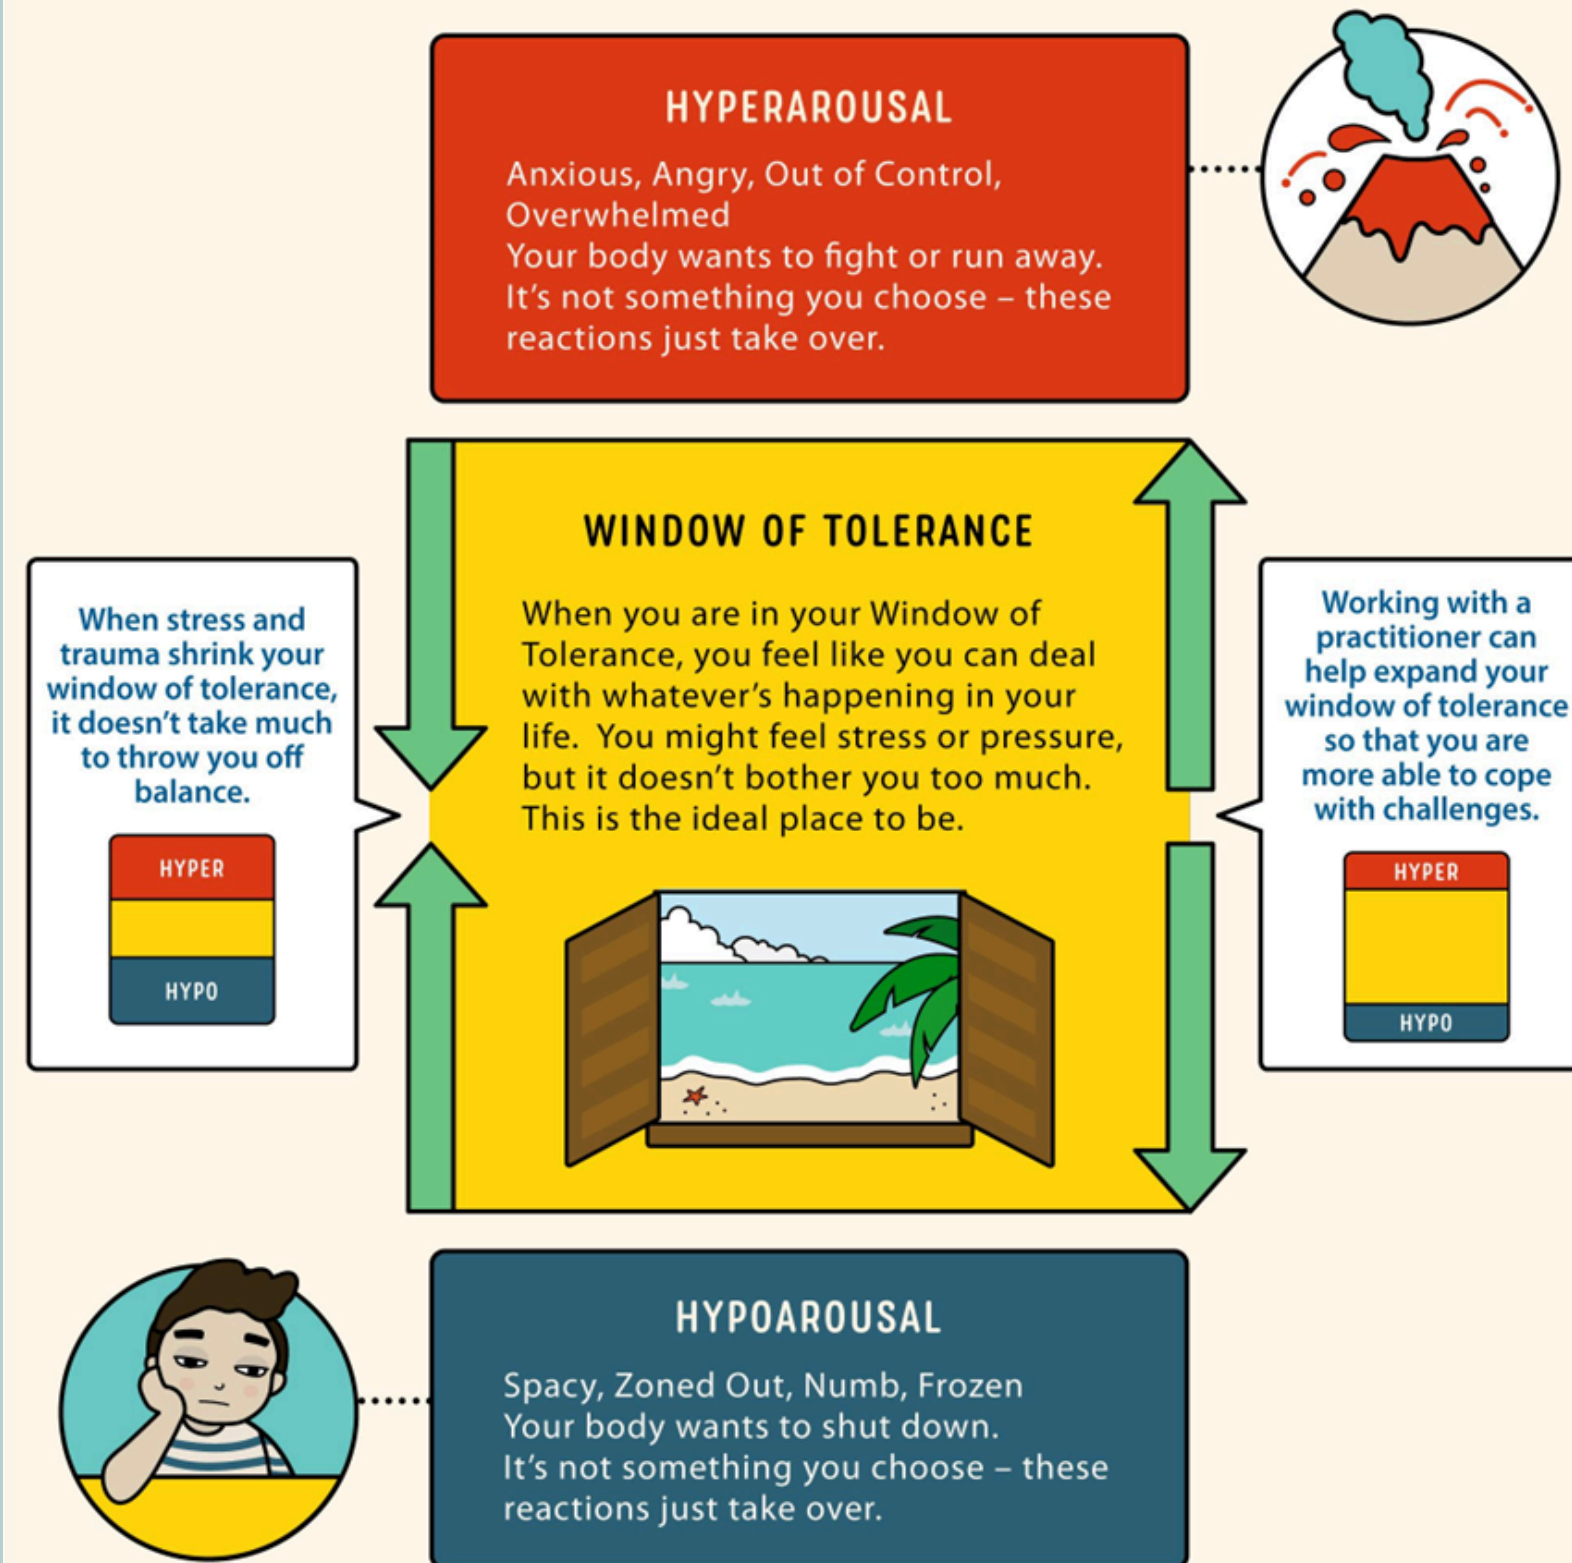 HYPERAROUSAL
Anxious, Angry, Out of Control,
Overwhelmed
Your body wants to fight or run away.
It's not something you choose – these
reactions just take over.
When stress and
trauma shrink your
window of tolerance,
it doesn't take much
to throw you off
balance.
HYPER
HYPO
WINDOW OF TOLERANCE
When you are in your Window of
Tolerance, you feel like you can deal
with whatever's happening in your
life.  You might feel stress or pressure,
but it doesn't bother you too much.
This is the ideal place to be.
Working with a
practitioner can
help expand your
window of tolerance
so that you are
more able to cope
with challenges.
HYPER
HYPO
HYPOAROUSAL
Spacy, Zoned Out, Numb, Frozen
Your body wants to shut down.
It's not something you choose – these
reactions just take over.